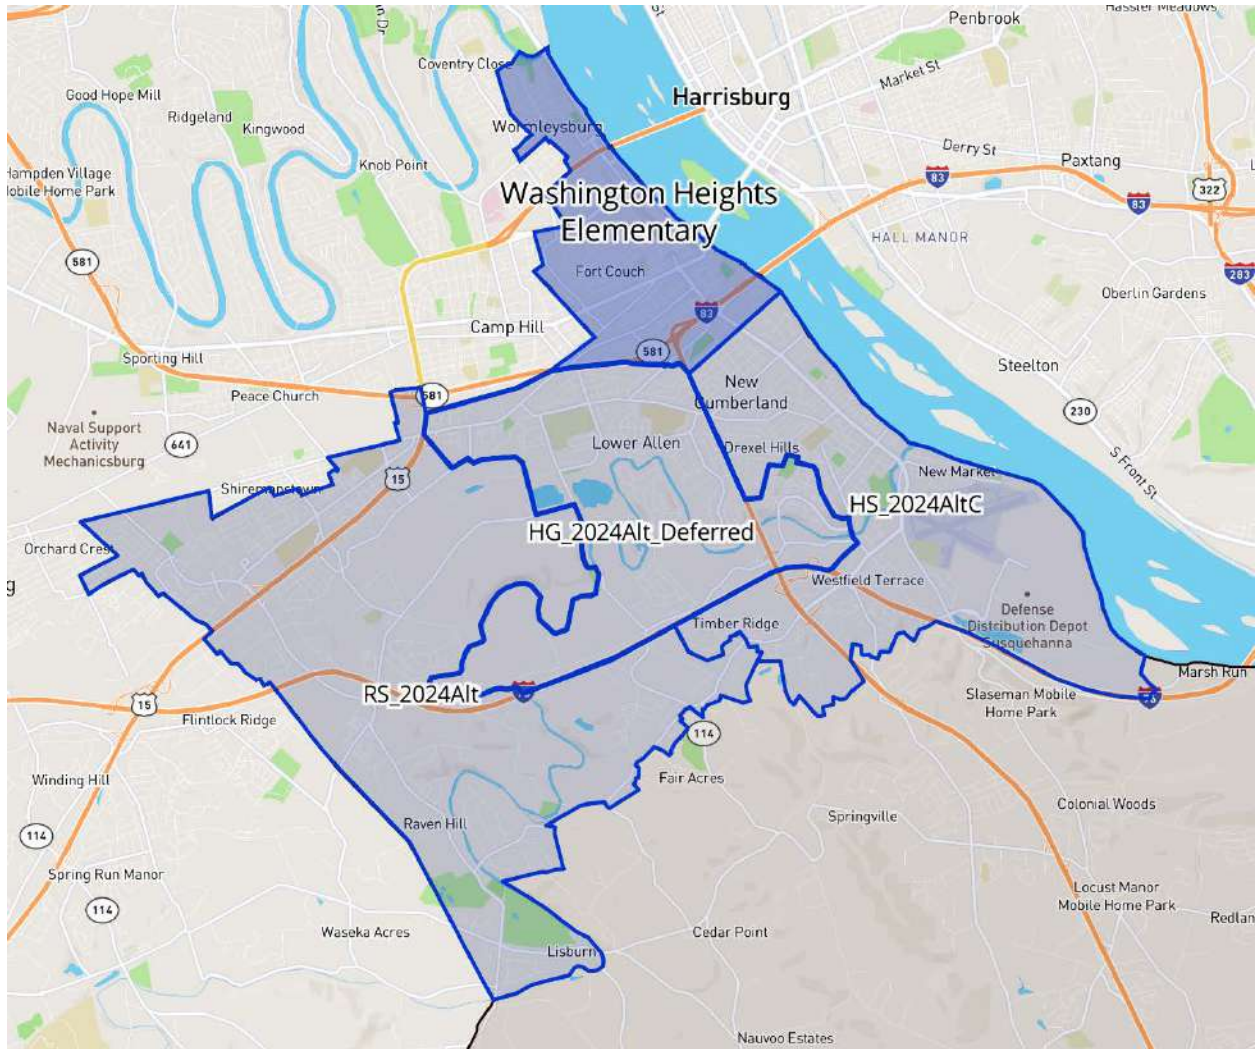 Hassler Meadows
Penbrook
Coventry Close
Market St
Good Hope Mill
Harrisburg
Ridgeland
Kingwood
Wormleysburg
Derry St
Knob Point
Paxtang
Hampden Village
Mobile Home Park
83
322
Washington Heights
Elementary
83
HALL MANOR
581
Fort Couch
283
Oberlin Gardens
83
Camp Hill
581
Sporting Hill
Steelton
New
Cumberland
Peace Church
581
230
Naval Support
Activity
Mechanicsburg
641
Lower Allen
Drexel Hills
S Front St
15
New Market
Shiremanstown
HS_2024AltC
HG_2024Alt_Deferred
Orchard Crest
g
Westfield Terrace
Defense
Distribution Depot
Susquehanna
Timber Ridge
Marsh Run
RS_2024Alt
15
Slaseman Mobile
Home Park
Flintlock Ridge
114
Winding Hill
Fair Acres
Colonial Woods
Springville
Raven Hill
114
Spring Run Manor
Locust Manor
Mobile Home Park
114
Redlan
Waseka Acres
Cedar Point
Lisburn
Nauvoo Estates